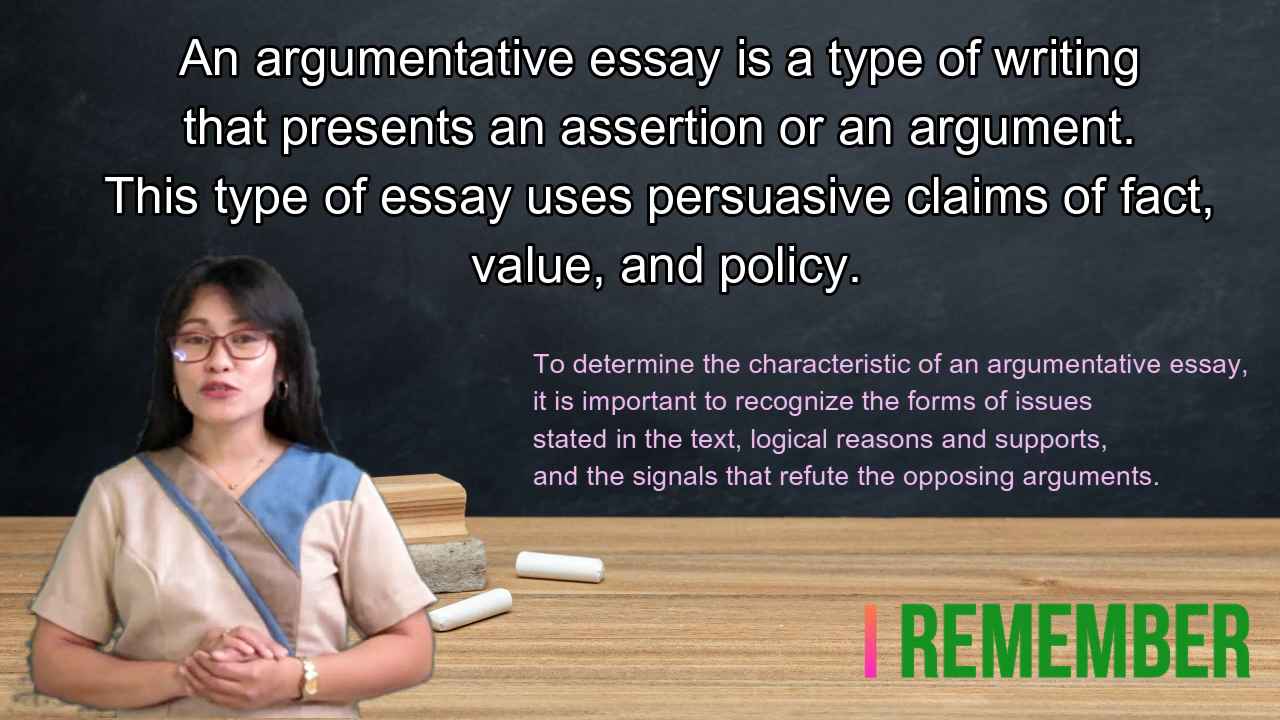 An argumentative essay is a type of writing
that presents an assertion or an argument.
This type of essay uses persuasive claims of fact,
value, and policy.
To determine the characteristic of an argumentative essay,
it is important to recognize the forms of issues
stated in the text, logical reasons and supports,
and the signals that refute the opposing arguments.
REMEMBER